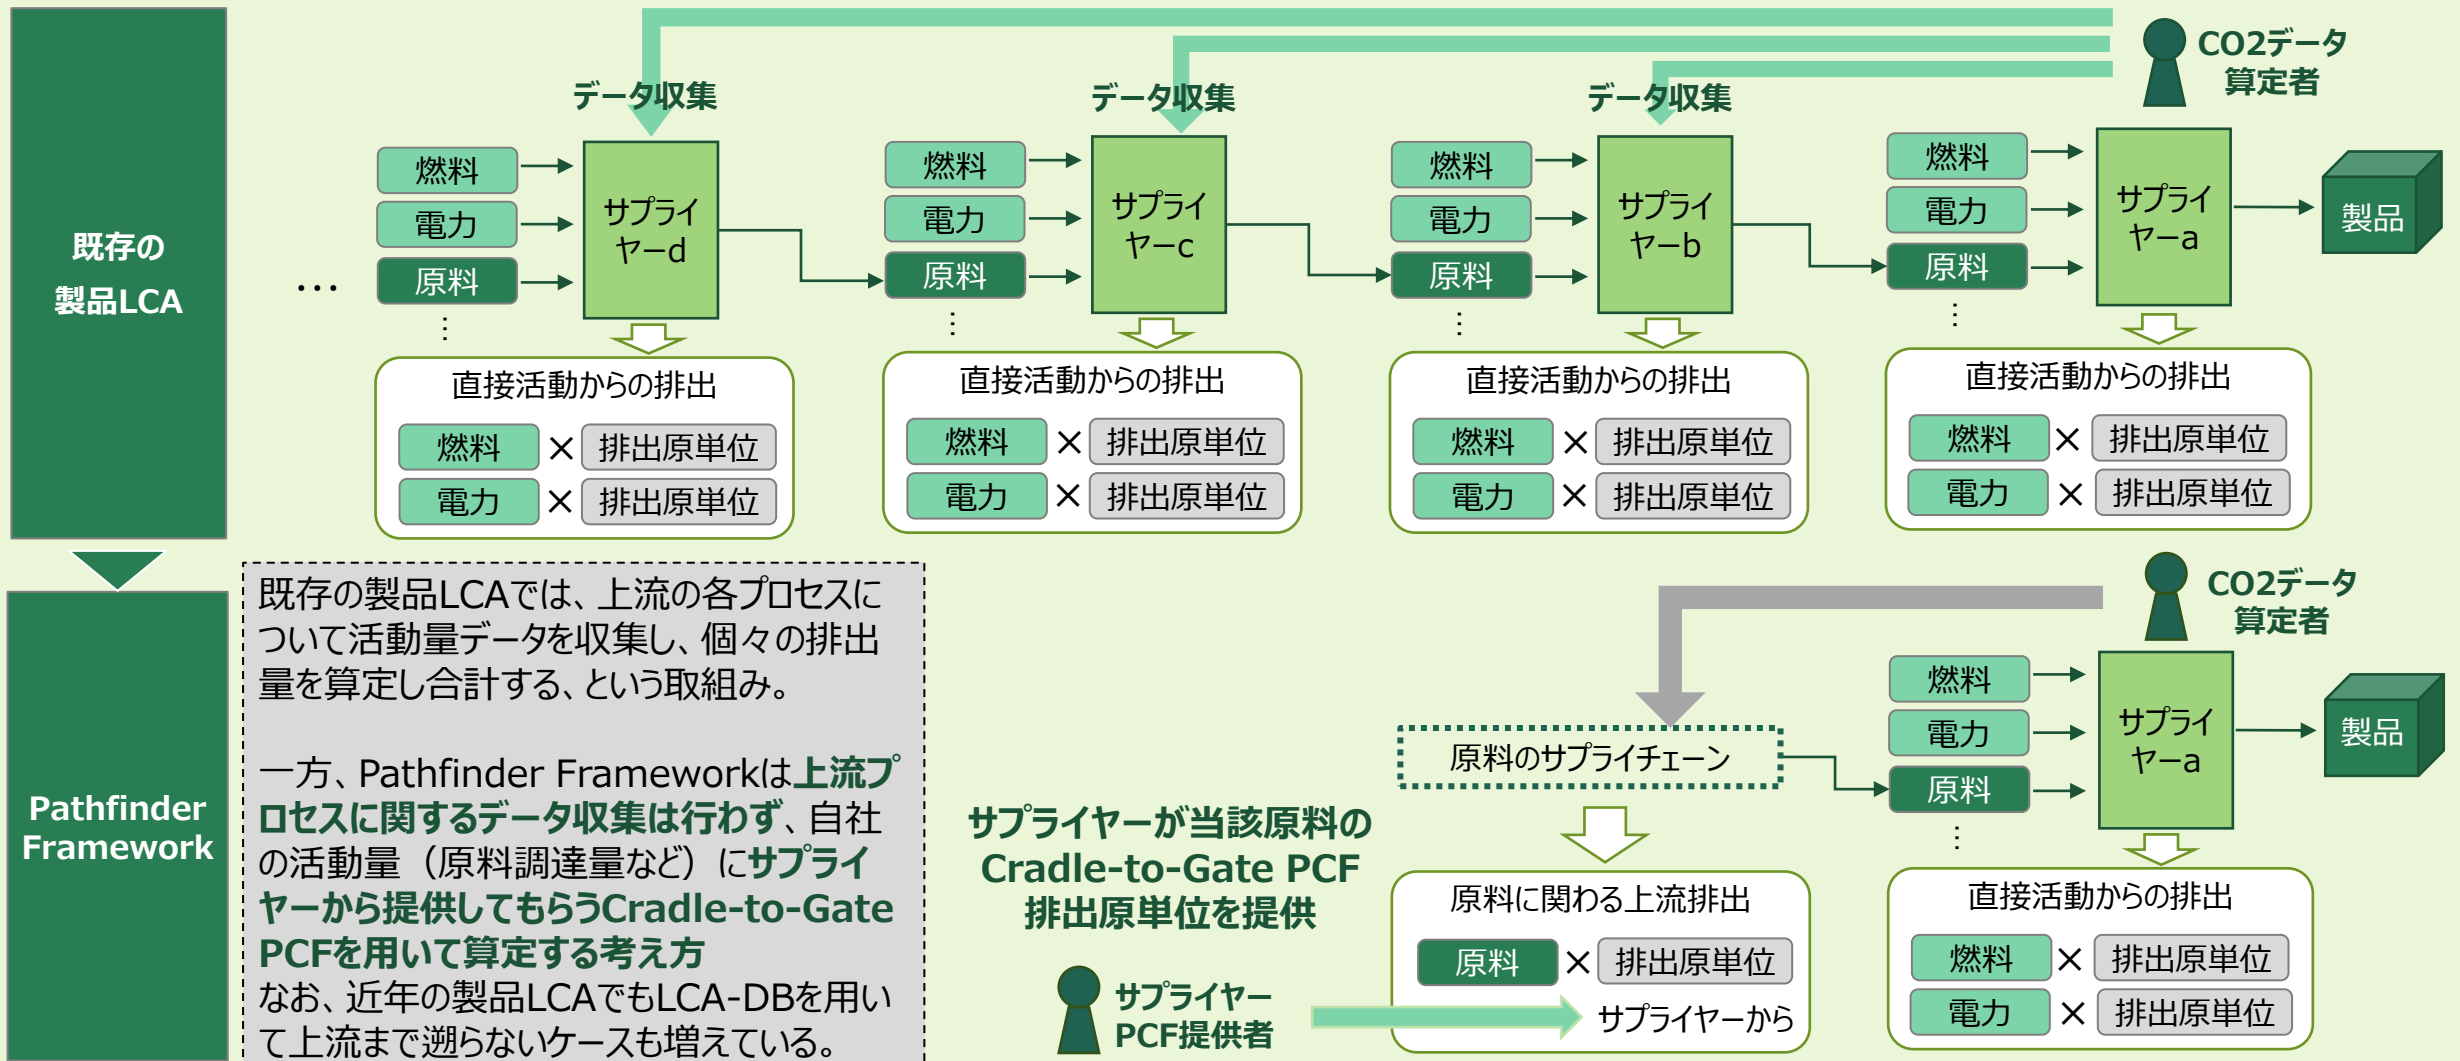 既存の
製品LCA
CO2データ
算定者
データ収集
データ収集
データ収集
…
燃料
電力
原料
⋮
サプライ
ヤーd
燃料
電力
原料
⋮
サプライ
ヤーc
燃料
電力
原料
⋮
サプライ
ヤーb
燃料
電力
原料
⋮
サプライ
ヤーa
製品
直接活動からの排出
燃料 × 排出原単位
電力 × 排出原単位
直接活動からの排出
燃料 × 排出原単位
電力 × 排出原単位
直接活動からの排出
燃料 × 排出原単位
電力 × 排出原単位
直接活動からの排出
燃料 × 排出原単位
電力 × 排出原単位
Pathfinder
Framework
既存の製品LCAでは、上流の各プロセスに
ついて活動量データを収集し、個々の排出
量を算定し合計する、という取組み。
一方、Pathfinder Frameworkは上流プ
ロセスに関するデータ収集は行わず、自社
の活動量（原料調達量など）にサプライ
ヤーから提供してもらうCradle-to-Gate
PCFを用いて算定する考え方
なお、近年の製品LCAでもLCA-DBを用い
て上流まで遡らないケースも増えている。
サプライヤーが当該原料の
Cradle-to-Gate PCF
排出原単位を提供
サプライヤー
PCF提供者
原料のサプライチェーン
原料に関わる上流排出
原料 × 排出原単位
サプライヤーから
CO2データ
算定者
燃料
電力
原料
⋮
サプライ
ヤーa
製品
直接活動からの排出
燃料 × 排出原単位
電力 × 排出原単位